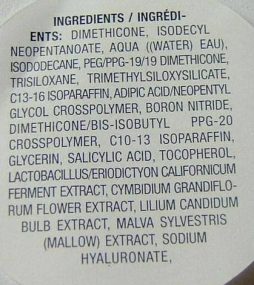 INGREDIENTS / INGRÉDI-
ENTS: DIMETHICONE, ISODECYL
NEOPENTANOATE, AQUA ((WATER) EAU),
ISODODECANE, PEG/PPG-19/19 DIMETHICONE,
TRISILOXANE, TRIMETHYLSILOXYSILICATE,
C13-16 ISOPARAFFIN, ADIPIC ACID/NEOPENTYL
GLYCOL CROSSPOLYMER, BORON NITRIDE,
DIMETHICONE/BIS-ISOBUTYL PPG-20
CROSSPOLYMER, C10-13 ISOPARAFFIN,
GLYCERIN, SALICYLIC ACID, TOCOPHEROL,
LACTOBACILLUS/ERIODICTYON CALIFORNICUM
FERMENT EXTRACT, CYMBIDIUM GRANDIFLO-
RUM FLOWER EXTRACT, LILIUM CANDIDUM
BULB EXTRACT, MALVA SYLVESTRIS
(MALLOW) EXTRACT, SODIUM
HYALURONATE,